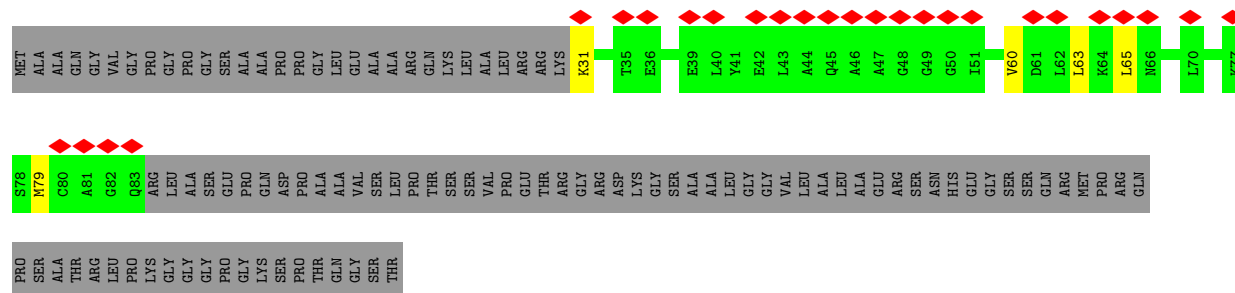 MET ALA ALA GLN GLY VAL GLY PRO GLY PRO GLY SER ALA ALA PRO PRO GLY LEU GLU ALA ALA ARG GLN LYS LEU ALA LEU ARG ARG LYS K31 T35 E36 E39 L40 Y41 E42 L43 A44 Q45 A46 A47 G48 G49 G50 I51 V60 D61 L62 L63 K64 L65 N66 L70 K77
S78 M79 C80 A81 G82 Q83 ARG LEU ALA SER GLU PRO GLN ASP PRO ALA ALA VAL SER LEU PRO THR SER SER VAL PRO GLU THR ARG GLY ARG ASP LYS GLY SER ALA ALA LEU GLY GLY VAL LEU ALA LEU ALA GLU ARG SER ASN HIS GLU GLY SER SER GLN ARG MET PRO ARG GLN
PRO SER ALA THR ARG LEU PRO LYS GLY GLY GLY PRO GLY LYS SER PRO THR GLN GLY SER THR